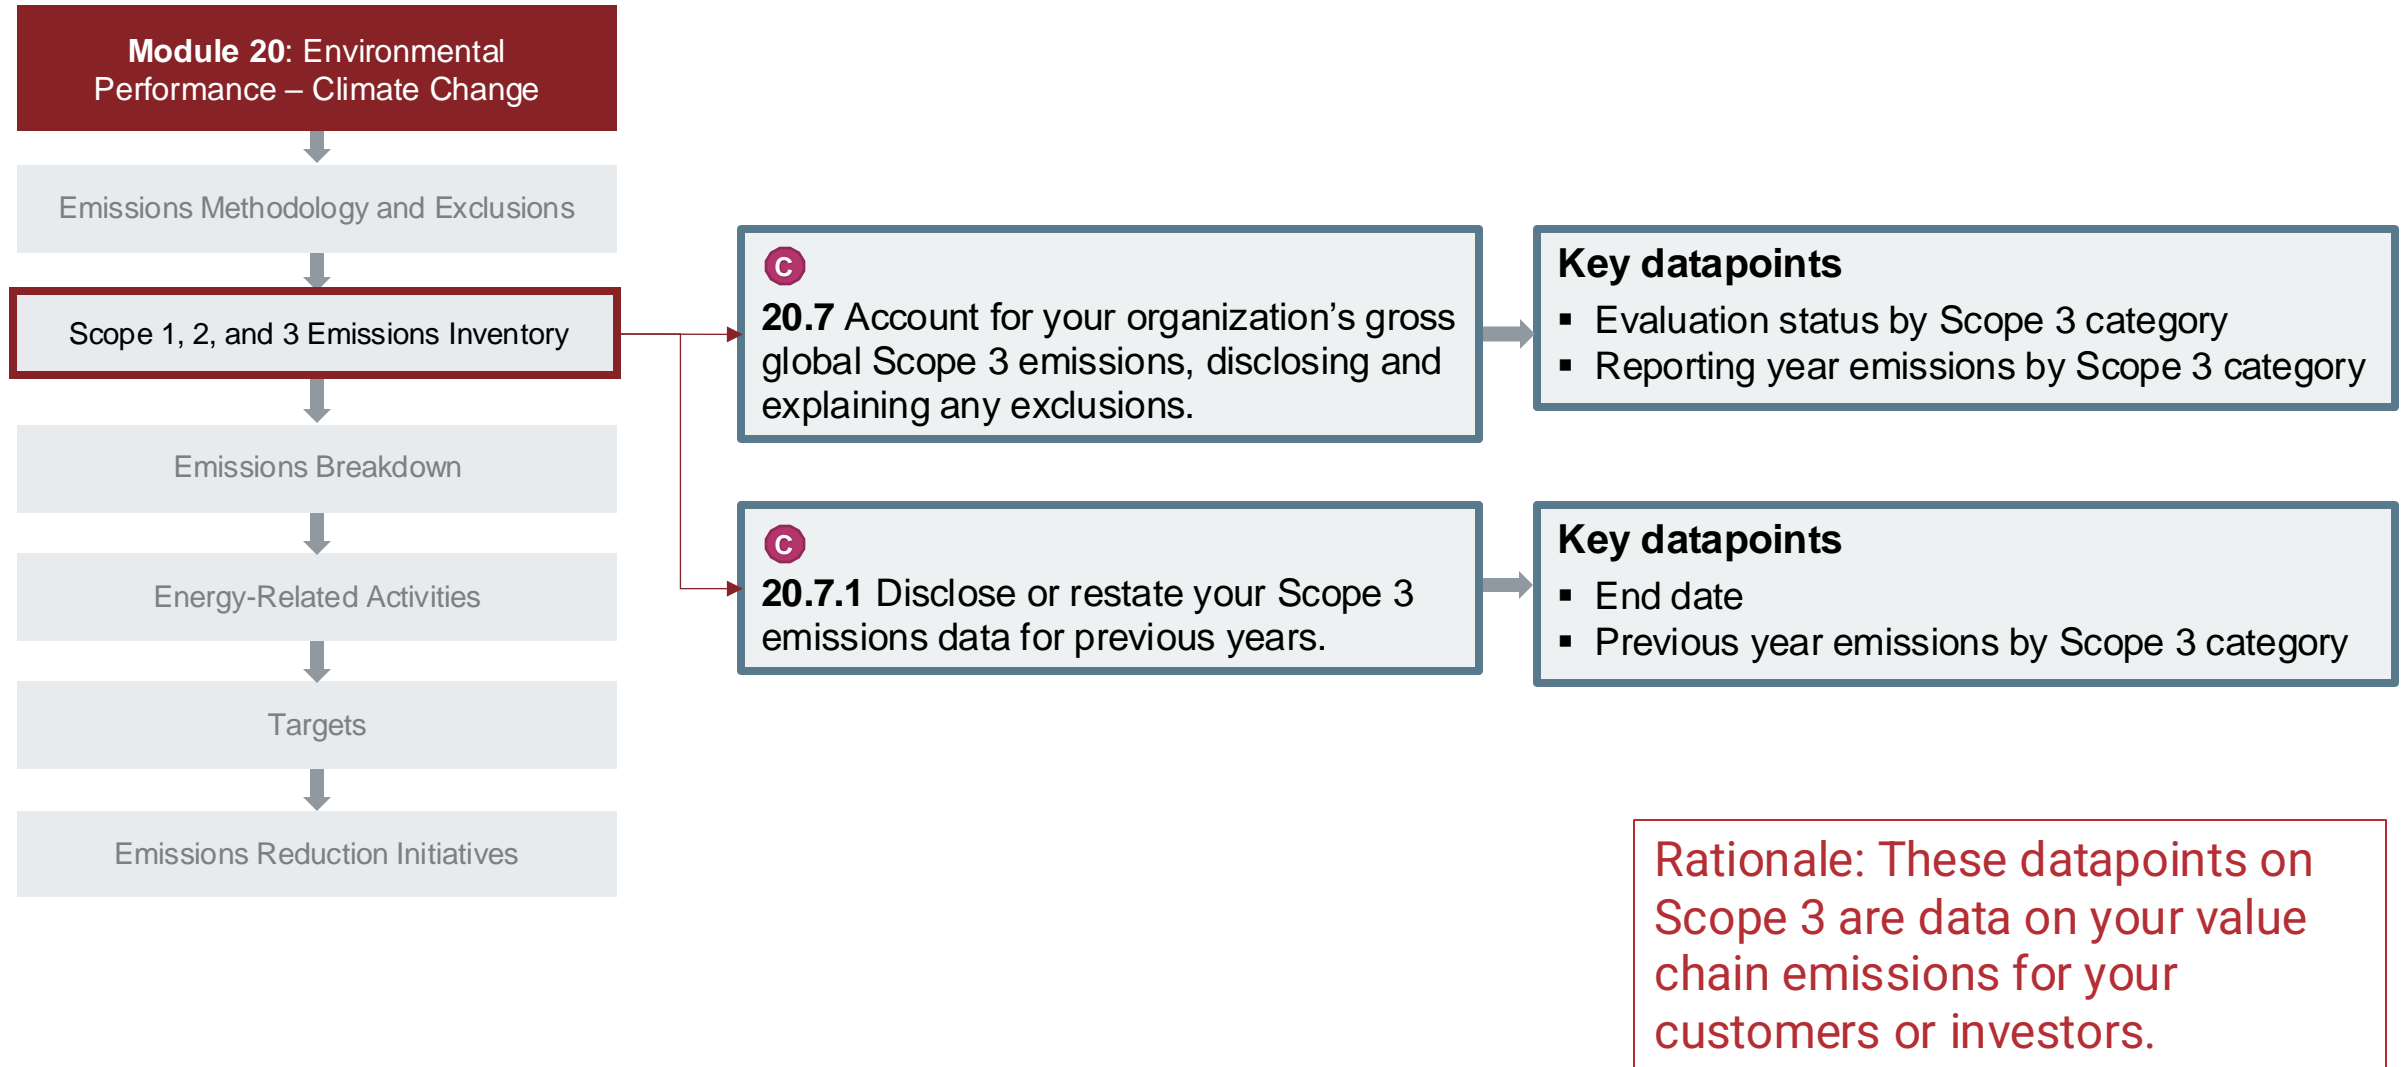 Module 20: Environmental
Performance – Climate Change
Emissions Methodology and Exclusions
Scope 1, 2, and 3 Emissions Inventory
Emissions Breakdown
Energy-Related Activities
Targets
Emissions Reduction Initiatives
C
20.7 Account for your organization’s gross
global Scope 3 emissions, disclosing and
explaining any exclusions.
Key datapoints
▪ Evaluation status by Scope 3 category
▪ Reporting year emissions by Scope 3 category
C
20.7.1 Disclose or restate your Scope 3
emissions data for previous years.
Key datapoints
▪ End date
▪ Previous year emissions by Scope 3 category
Rationale: These datapoints on
Scope 3 are data on your value
chain emissions for your
customers or investors.